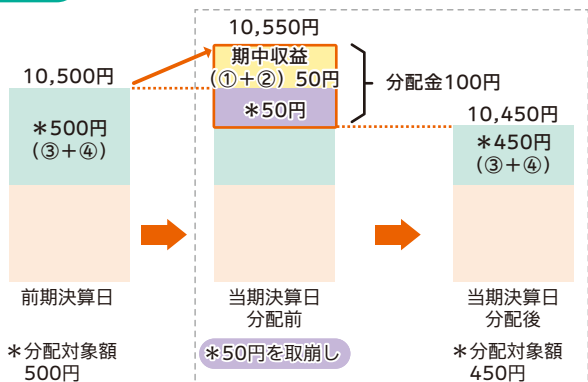 10,550円
期中収益
(①+②) 50円
*50円
分配金100円
10,500円
*500円
(③+④)
10,450円
*450円
(③+④)
前期決算日
当期決算日
分配前
当期決算日
分配後
*分配対象額
500円
*50円を取崩し
*分配対象額
450円